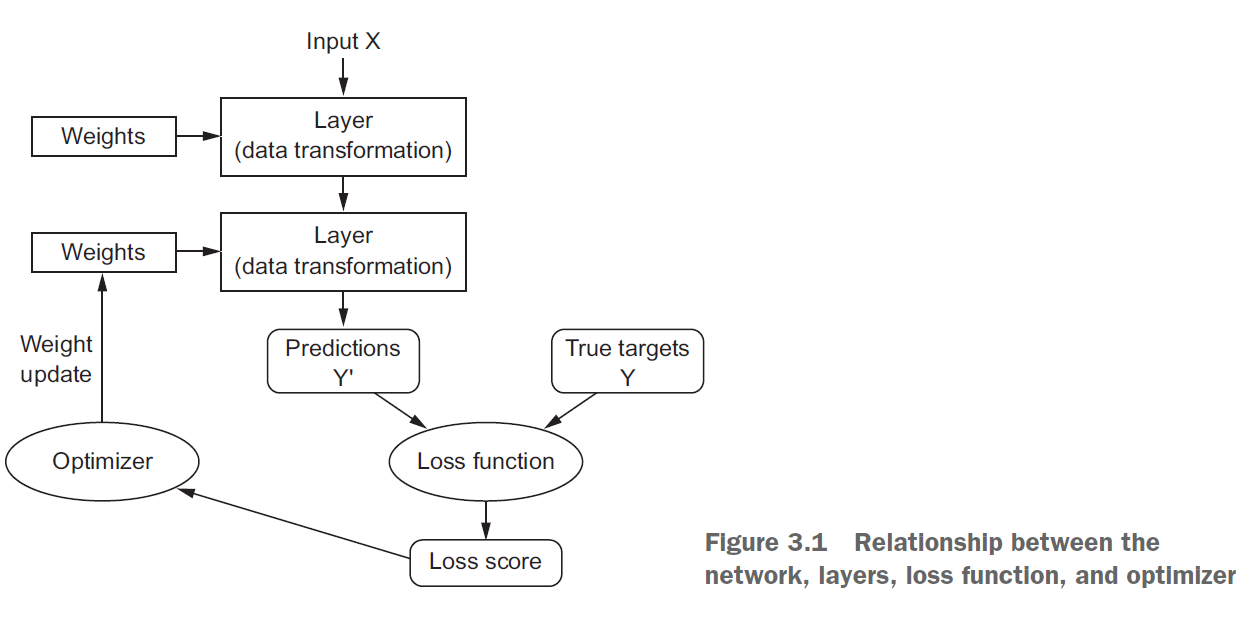 Input X
Layer
(data transformation)
Weights
Layer
(data transformation)
Weights
Weight
update
Predictions
Y'
True targets
Y
Optimizer
Loss function
Loss score
Figure 3.1 Relationship between the
network, layers, loss function, and optimizer